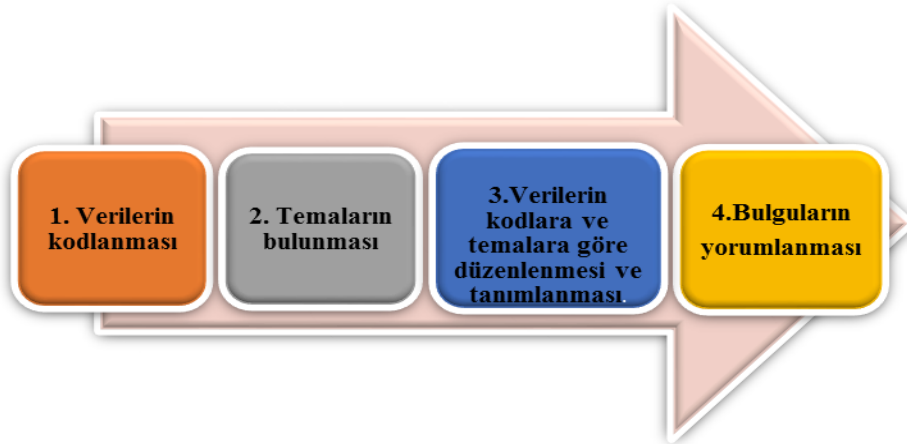 1. Verilerin
kodlanması
2. Temaların
bulunması
3.Verilerin
kodlara ve
temalara göre
düzenlenmesi ve
tanımlanması.
4.Bulguların
yorumlanması